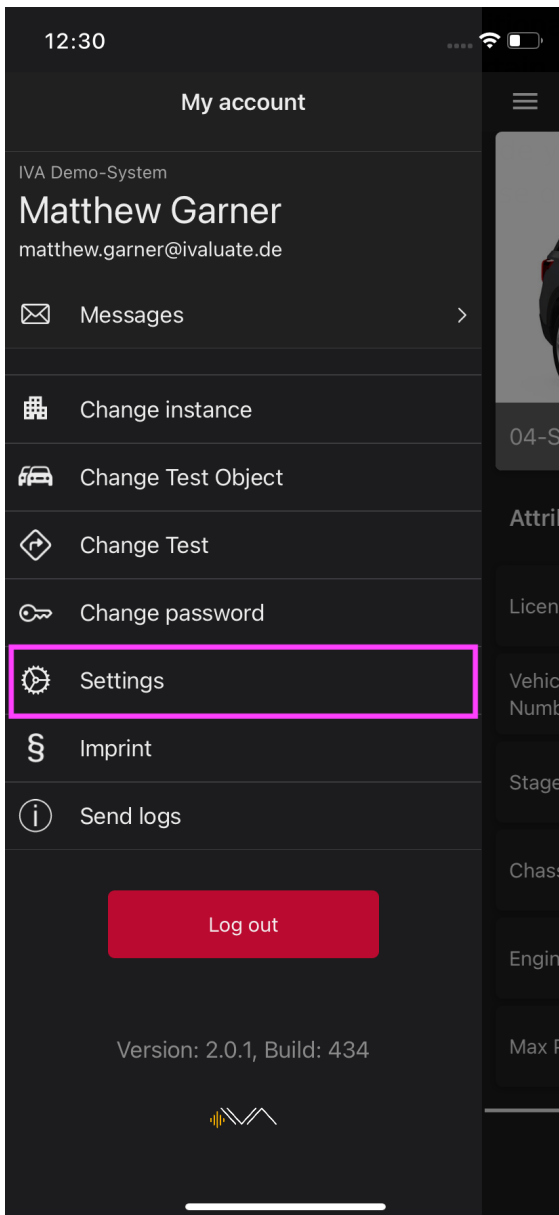 12:30
My account
IVA Demo-System
Matthew Garner
matthew.garner@ivaluate.de
Messages
Change instance
Change Test Object
Change Test
Change password
Settings
§ Imprint
Send logs
Log out
Version: 2.0.1, Build: 434
IVA
04-S
Attri
Licen
Vehic
Numb
Stage
Chass
Engin
Max P